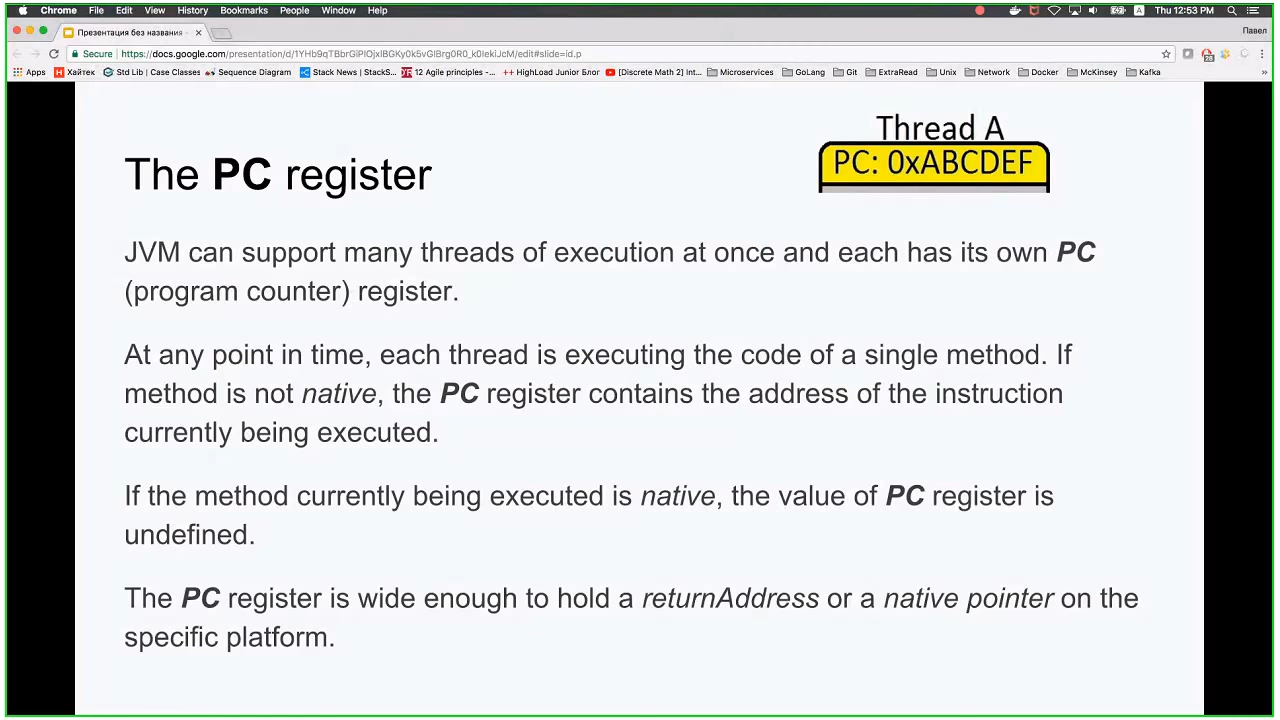 Chrome File Edit View History Bookmarks People Window Help Thu 12:53 PM
Презентация без названия - Павел
Secure https://docs.google.com/presentation/d/
Apps Хайтек Std Lib | Case Classes Sequence Diagram Stack News | StackS... 12 Agile principles -... HighLoad Junior Блог [Discrete Math 2] Int... Microservices GoLang Git ExtraRead Unix Network Docker McKinsey Kafka »
Thread A
PC: 0xABCDEF
The PC register
JVM can support many threads of execution at once and each has its own PC
(program counter) register.
At any point in time, each thread is executing the code of a single method. If
method is not native, the PC register contains the address of the instruction
currently being executed.
If the method currently being executed is native, the value of PC register is
undefined.
The PC register is wide enough to hold a returnAddress or a native pointer on the
specific platform.